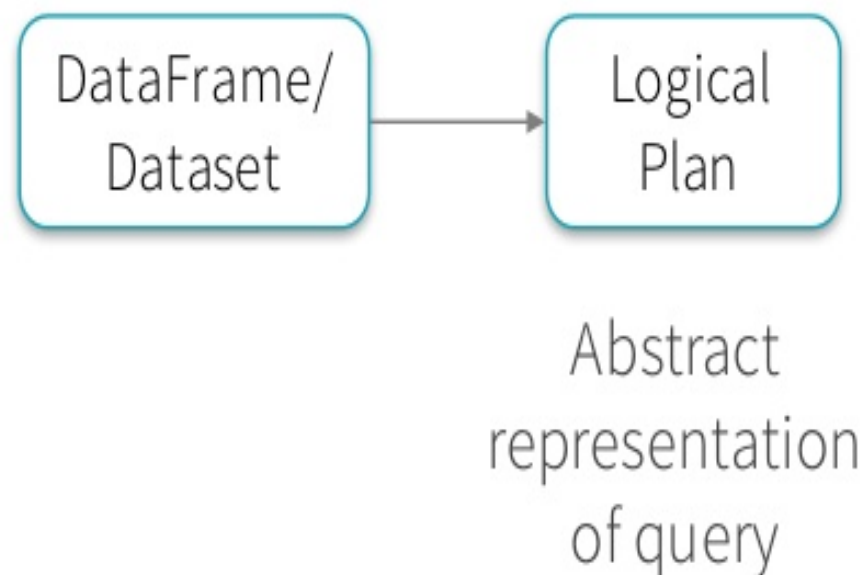 DataFrame/
Dataset
Logical
Plan
Abstract
representation
of query